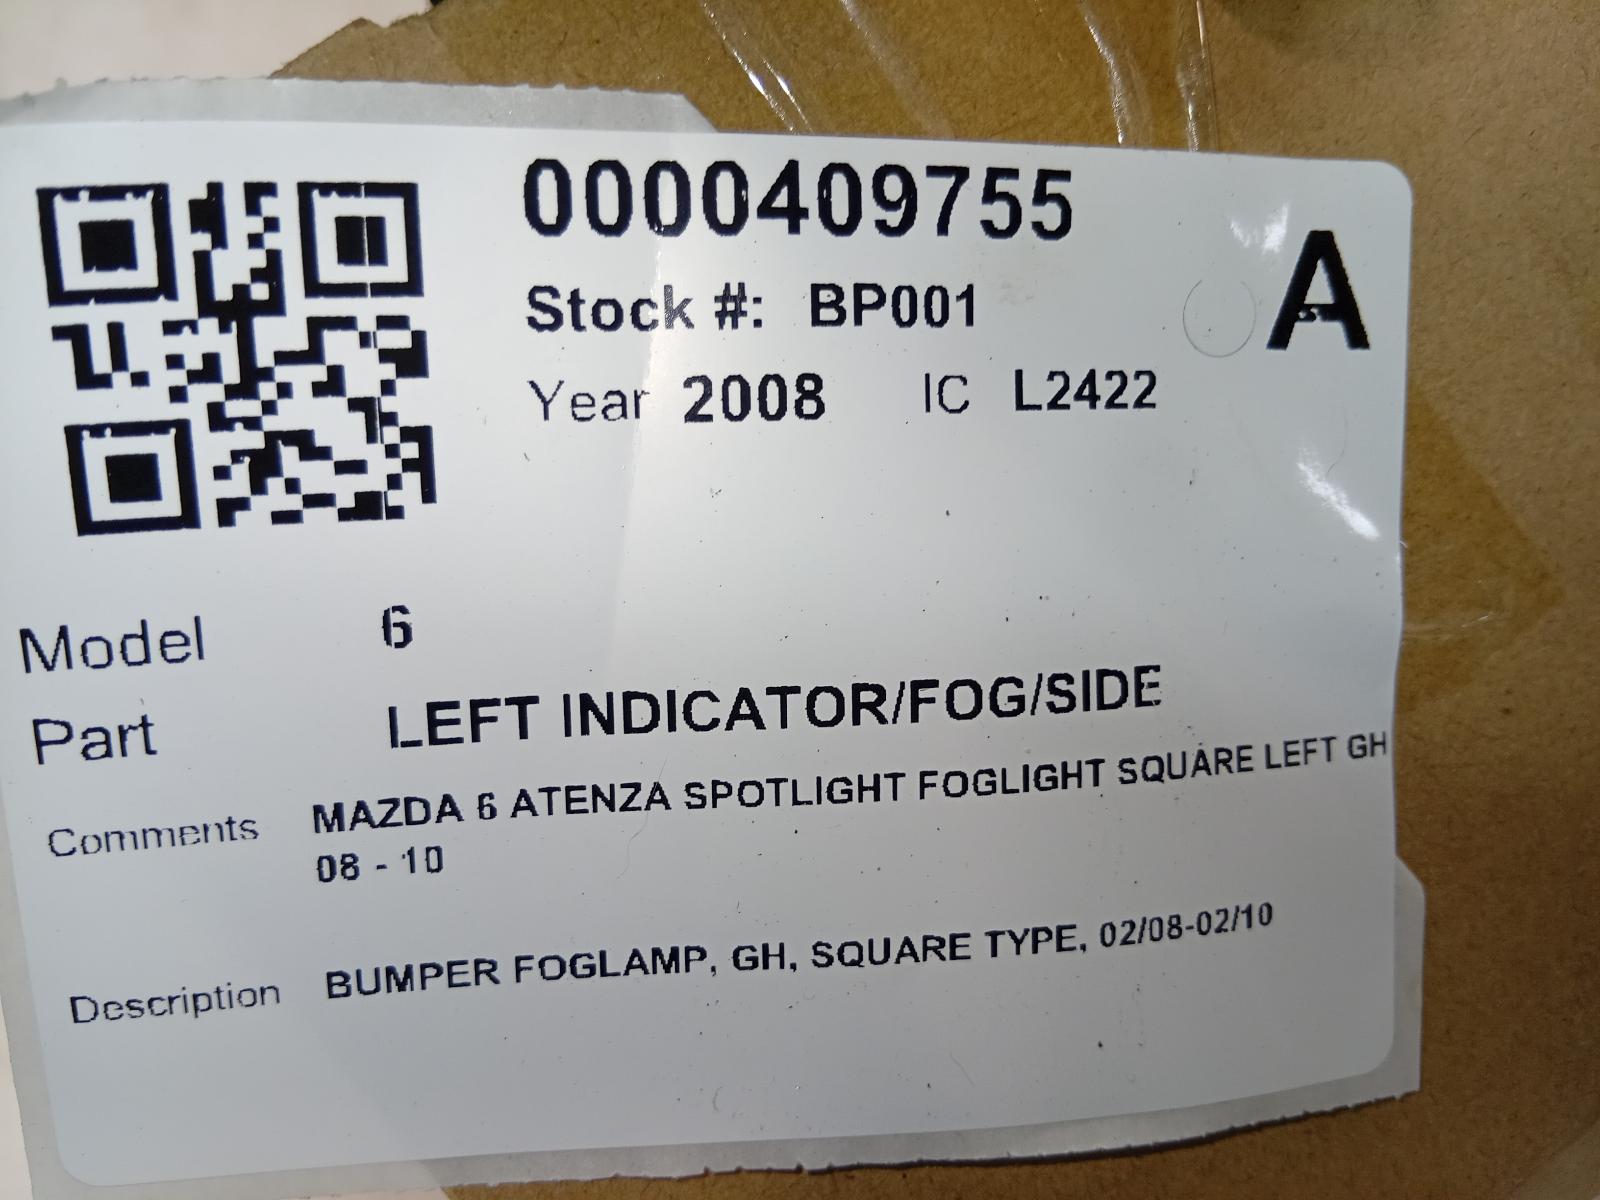 0000409755
A
Stock #: BP001
Year 2008 IC L2422
Model 6
Part LEFT INDICATOR/FOG/SIDE
Comments MAZDA 6 ATENZA SPOTLIGHT FOGLIGHT SQUARE LEFT GH
08 - 10
Description BUMPER FOGLAMP, GH, SQUARE TYPE, 02/08-02/10